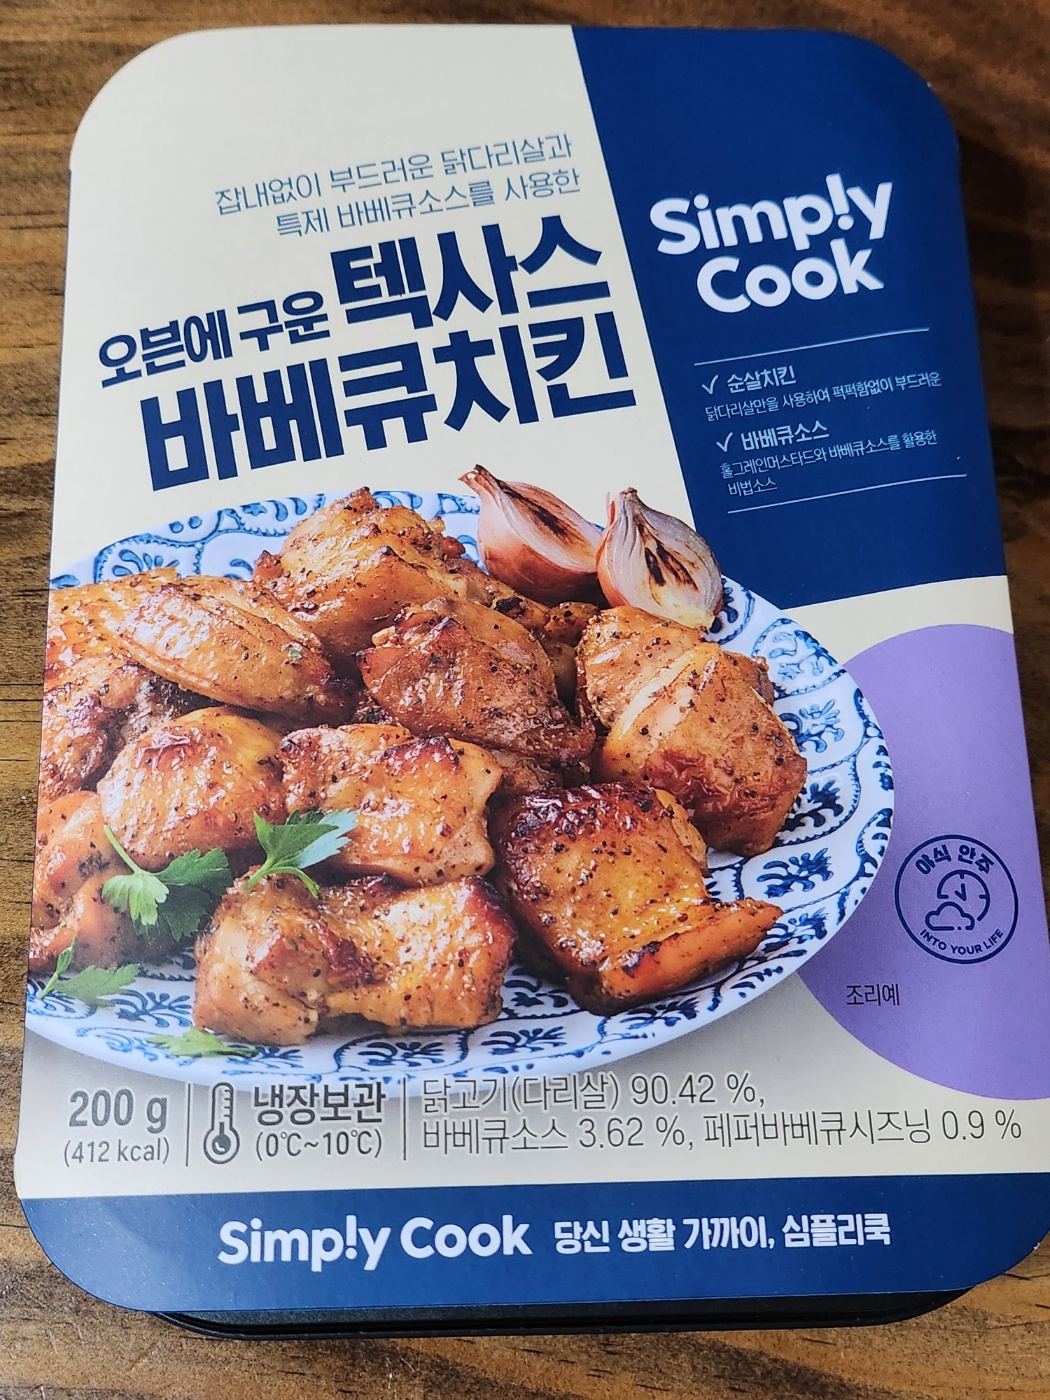 잡내없이 부드러운 닭다리살과
특제 바베큐소스를 사용한
오븐에 구운 텍사스
바베큐치킨
Simply
Cook
✓ 순살치킨
닭다리살만을 사용하여 퍽퍽함없이 부드러운
✓ 바베큐소스
홀그레인머스타드와 바베큐소스를 활용한
비법소스
야식 안주
INTO YOUR LIFE
조리예
200 g
(412 kcal)
냉장보관
(0℃~10℃)
닭고기(다리살) 90.42 %,
바베큐소스 3.62 %, 페퍼바베큐시즈닝 0.9 %
Simply Cook 당신 생활 가까이, 심플리쿡